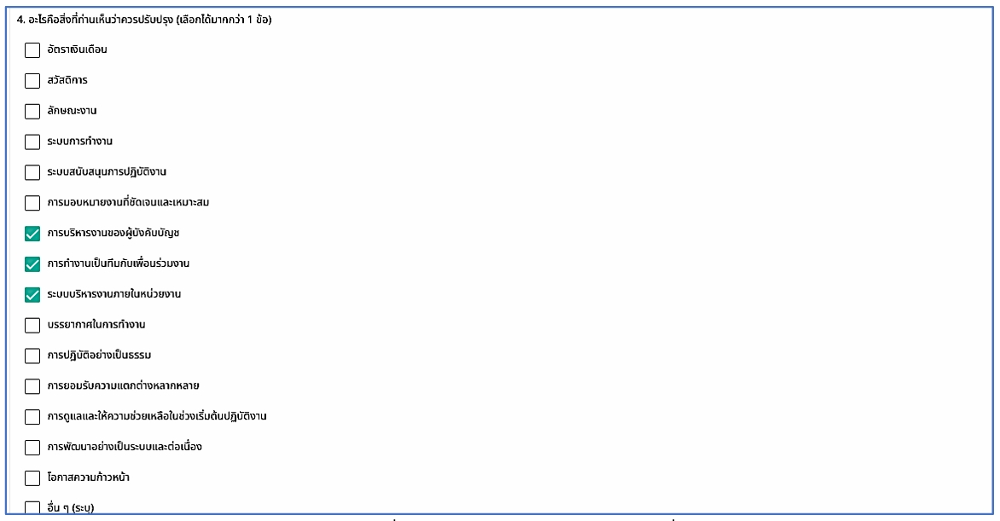 4. อะไรคือสิ่งที่ท่านเห็นว่าควรปรับปรุง (เลือกได้มากกว่า 1 ข้อ)
อัตราเงินเดือน
สวัสดิการ
ลักษณะงาน
ระบบการทำงาน
ระบบสนับสนุนการปฏิบัติงาน
การมอบหมายงานที่ชัดเจนและเหมาะสม
การบริหารงานของผู้บังคับบัญช
การทำงานเป็นทีมกับเพื่อนร่วมงาน
ระบบบริหารงานภายในหน่วยงาน
บรรยากาศในการทำงาน
การปฏิบัติอย่างเป็นธรรม
การยอมรับความแตกต่างหลากหลาย
การดูแลและให้ความช่วยเหลือในช่วงเริ่มต้นปฏิบัติงาน
การพัฒนาอย่างเป็นระบบและต่อเนื่อง
โอกาสความก้าวหน้า
อื่น ๆ (ระบุ)